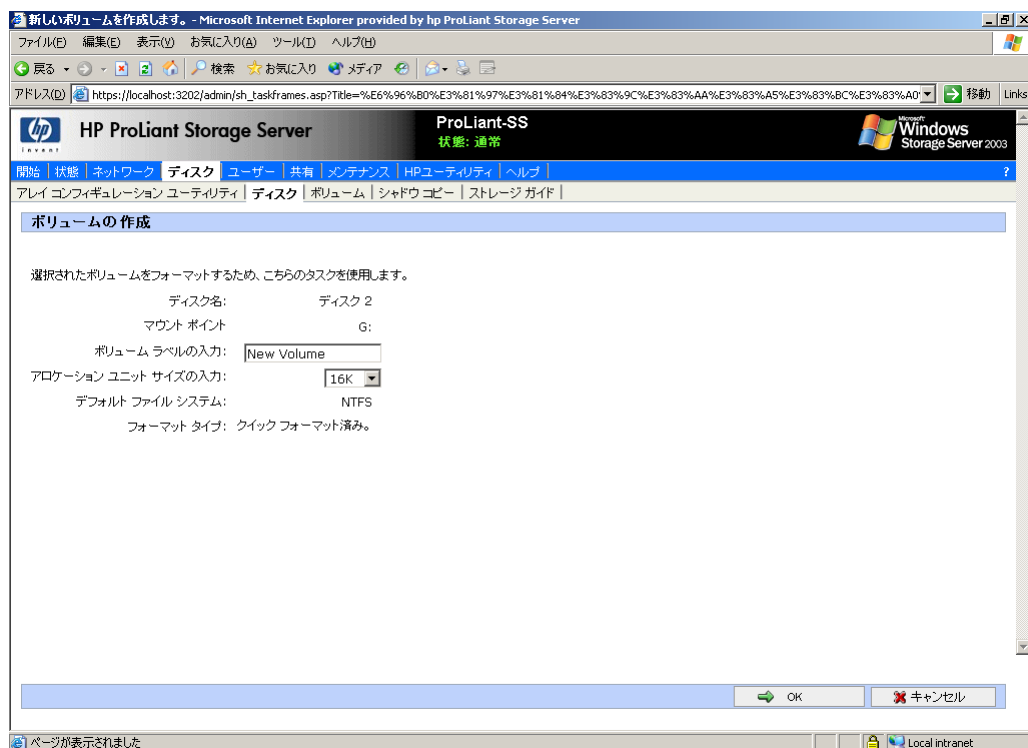 新しいボリュームを作成します。 - Microsoft Internet Explorer provided by hp ProLiant Storage Server
ファイル(F) 編集(E) 表示(V) お気に入り(A) ツール(T) ヘルプ(H)
戻る 検索 お気に入り メディア
アドレス(D) https://localhost:3202/admin/sh_taskframes.asp?Title=%E6%96%B0%E3%81%97%E3%81%84%E3%83%9C%E3%83%AA%E3%83%A5%E3%83%BC%E3%83%A0 移動 Links
hp invent HP ProLiant Storage Server ProLiant-SS 状態: 通常 Microsoft Windows Storage Server 2003
開始 | 状態 | ネットワーク | ディスク | ユーザー | 共有 | メンテナンス | HPユーティリティ | ヘルプ | ?
アレイ コンフィギュレーション ユーティリティ | ディスク | ボリューム | シャドウ コピー | ストレージ ガイド |
ボリュームの作成
選択されたボリュームをフォーマットするため、こちらのタスクを使用します。
ディスク名: ディスク 2
マウント ポイント G:
ボリューム ラベルの入力: New Volume
アロケーション ユニット サイズの入力: 16K
デフォルト ファイル システム: NTFS
フォーマット タイプ: クイック フォーマット済み。
OK キャンセル
ページが表示されました Local intranet